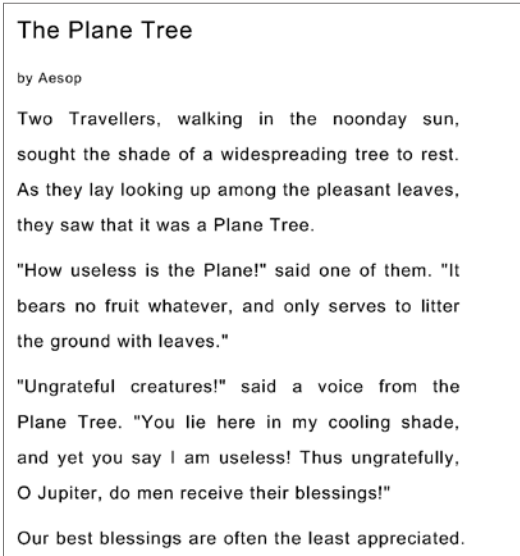 The Plane Tree
by Aesop
Two Travellers, walking in the noonday sun,
sought the shade of a widespreading tree to rest.
As they lay looking up among the pleasant leaves,
they saw that it was a Plane Tree.
"How useless is the Plane!" said one of them. "It
bears no fruit whatever, and only serves to litter
the ground with leaves."
"Ungrateful creatures!" said a voice from the
Plane Tree. "You lie here in my cooling shade,
and yet you say I am useless! Thus ungratefully,
O Jupiter, do men receive their blessings!"
Our best blessings are often the least appreciated.